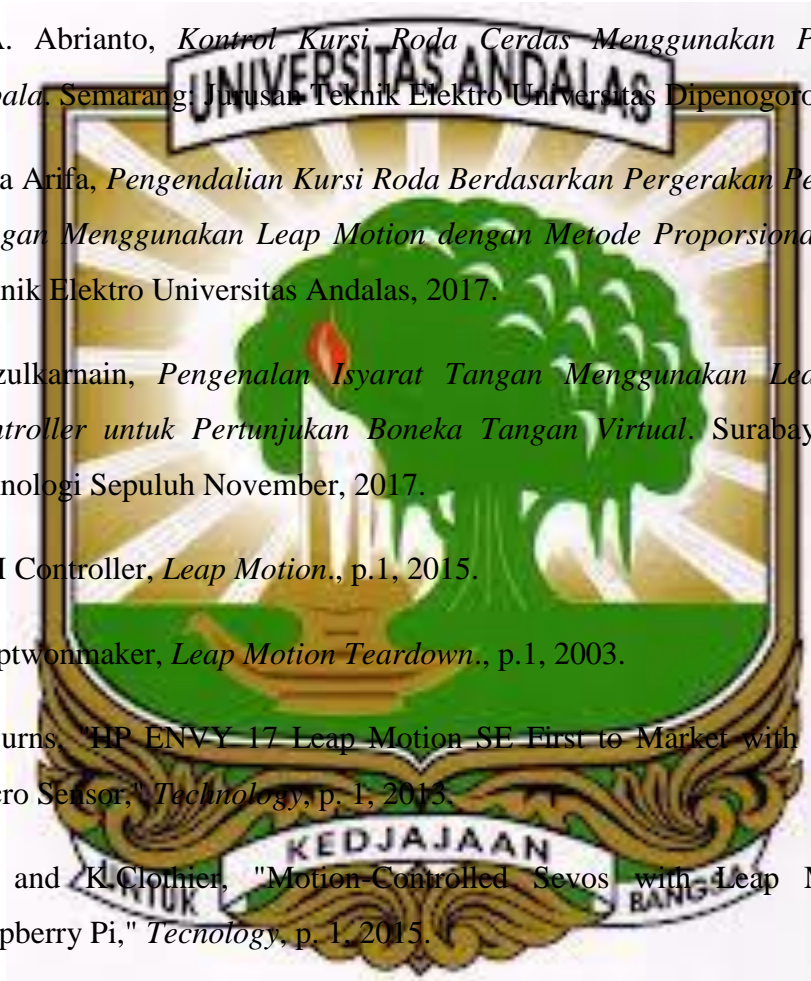 A. Abrianto, Kontrol Kursi Roda Cerdas Menggunakan P
pala. Semarang: Jurusan Teknik Elektro Universitas Dipenogoro
UNIVERSITAS ANDALAS
a Arifa, Pengendalian Kursi Roda Berdasarkan Pergerakan Pe
gan Menggunakan Leap Motion dengan Metode Proporsiona
nik Elektro Universitas Andalas, 2017.
zulkarnain, Pengenalan Isyarat Tangan Menggunakan Lea
ntroller untuk Pertunjukan Boneka Tangan Virtual. Surabay
nologi Sepuluh November, 2017.
I Controller, Leap Motion., p.1, 2015.
ptwonmaker, Leap Motion Teardown., p.1, 2003.
urns, "HP ENVY 17 Leap Motion SE First to Market with
cro Sensor," Technology, p. 1, 2013.
KEDJAJAAN
and K.Clothier, "Motion-Controlled Sevos with Leap M
UNTUK BANGSA
pberry Pi," Tecnology, p. 1, 2015.